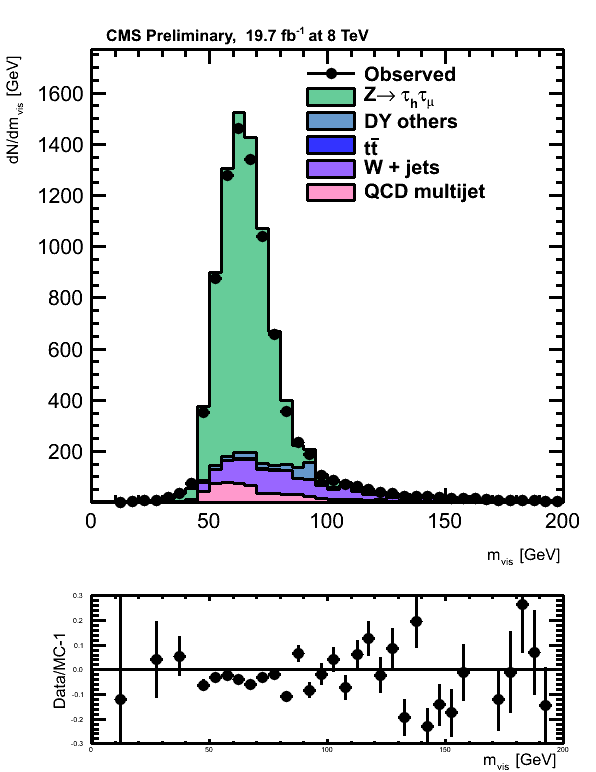 CMS Preliminary, 19.7 fb⁻¹ at 8 TeV
dN/dm_vis [GeV]
Observed
Z→ τ_h τ_μ
DY others
tt̄
W + jets
QCD multijet
1600
1400
1200
1000
800
600
400
200
0 50 100 150 200
m_vis [GeV]
Data/MC-1
0.3
0.2
0.1
0.0
-0.1
-0.2
-0.3
0 50 100 150 200
m_vis [GeV]